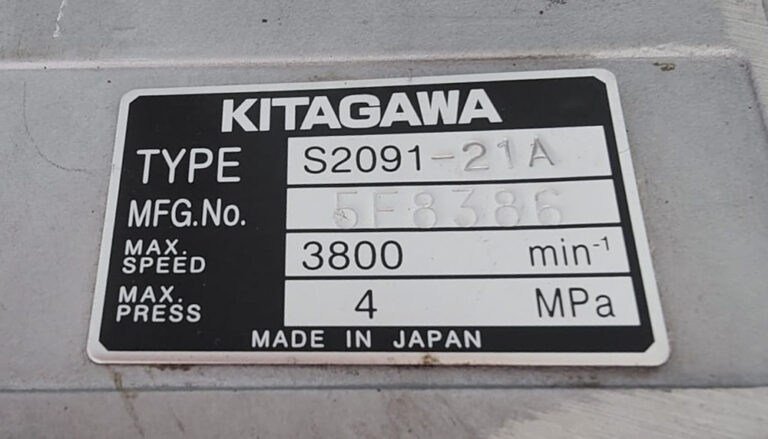 KITAGAWA
TYPE S2091-21A
MFG.No. 5F8386
MAX. SPEED 3800 min⁻¹
MAX. PRESS 4 MPa
MADE IN JAPAN